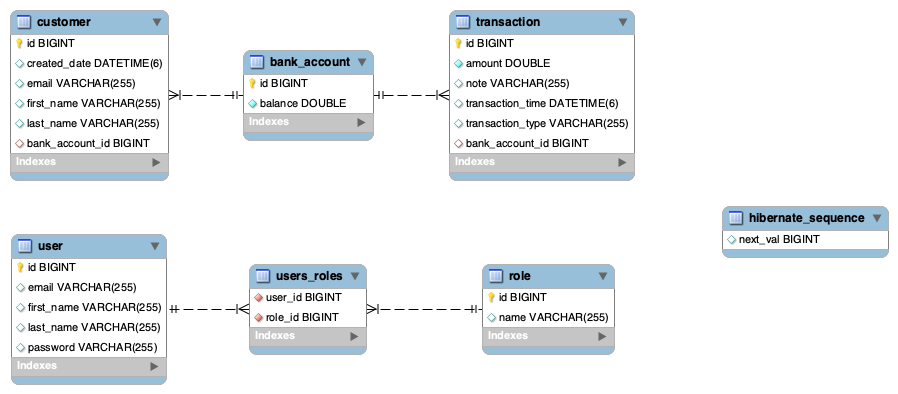 customer
id BIGINT
created_date DATETIME(6)
email VARCHAR(255)
first_name VARCHAR(255)
last_name VARCHAR(255)
bank_account_id BIGINT
Indexes
bank_account
id BIGINT
balance DOUBLE
Indexes
transaction
id BIGINT
amount DOUBLE
note VARCHAR(255)
transaction_time DATETIME(6)
transaction_type VARCHAR(255)
bank_account_id BIGINT
Indexes
hibernate_sequence
next_val BIGINT
user
id BIGINT
email VARCHAR(255)
first_name VARCHAR(255)
last_name VARCHAR(255)
password VARCHAR(255)
Indexes
users_roles
user_id BIGINT
role_id BIGINT
Indexes
role
id BIGINT
name VARCHAR(255)
Indexes